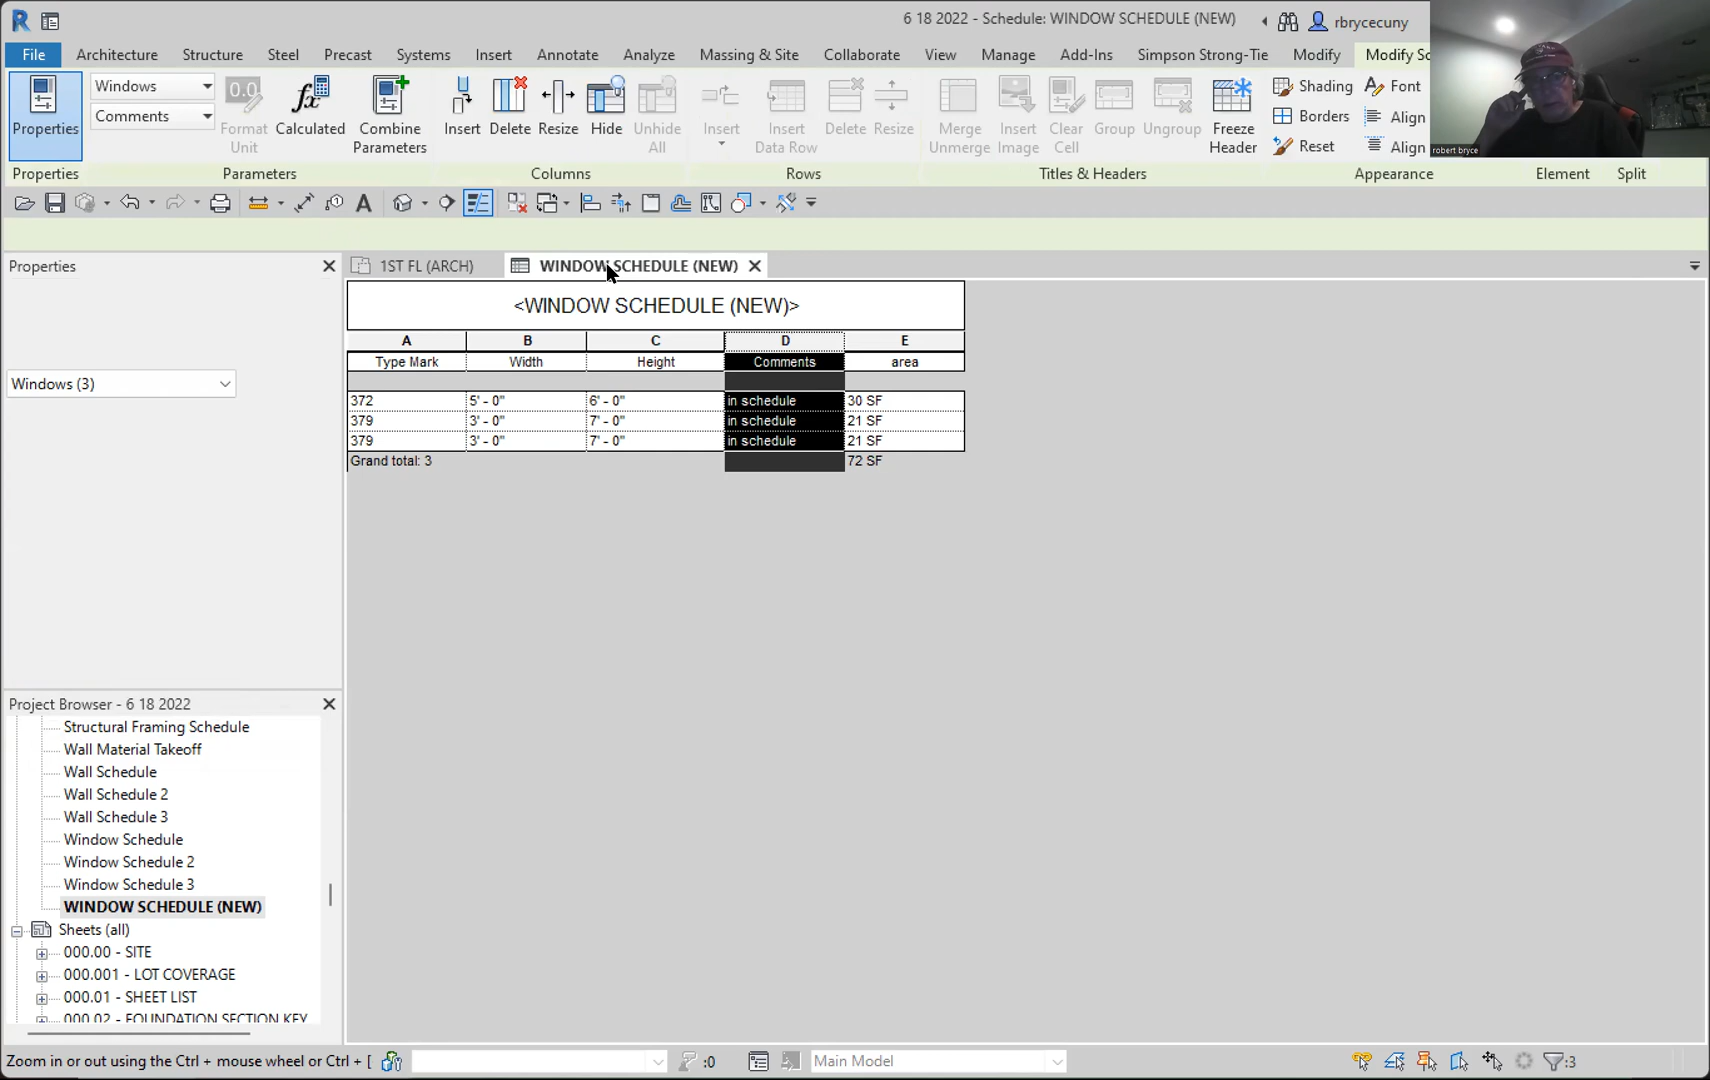 6 18 2022 - Schedule: WINDOW SCHEDULE (NEW)
rbrycecuny
File Architecture Structure Steel Precast Systems Insert Annotate Analyze Massing & Site Collaborate View Manage Add-Ins Simpson Strong-Tie Modify Modify Sc
Properties
Windows
Comments
0.0
Format Unit
fx
Calculated
Combine Parameters
Insert
Delete
Resize
Hide
Unhide All
Insert
Insert Data Row
Delete
Resize
Merge Unmerge
Insert Image
Clear Cell
Group
Ungroup
Freeze Header
Shading
Borders
Reset
Font
Align
Align
robert bryce
Properties Parameters Columns Rows Titles & Headers Appearance Element Split
Properties
Windows (3)
1ST FL (ARCH)
WINDOW SCHEDULE (NEW)
<WINDOW SCHEDULE (NEW)>
A B C D E
Type Mark Width Height Comments area
372 5' - 0" 6' - 0" in schedule 30 SF
379 3' - 0" 7' - 0" in schedule 21 SF
379 3' - 0" 7' - 0" in schedule 21 SF
Grand total: 3 72 SF
Project Browser - 6 18 2022
Structural Framing Schedule
Wall Material Takeoff
Wall Schedule
Wall Schedule 2
Wall Schedule 3
Window Schedule
Window Schedule 2
Window Schedule 3
WINDOW SCHEDULE (NEW)
Sheets (all)
000.00 - SITE
000.001 - LOT COVERAGE
000.01 - SHEET LIST
000.02 - FOUNDATION SECTION KEY
Zoom in or out using the Ctrl + mouse wheel or Ctrl + [
:0
Main Model
:3